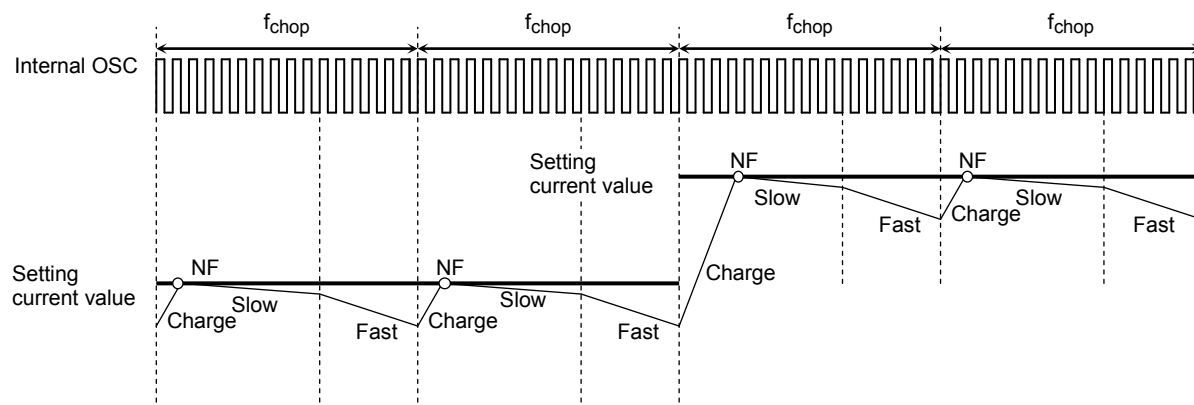 fchop fchop fchop fchop
Internal OSC
Setting
current value
NF NF
Slow Slow
Fast Charge Fast
Charge
Setting
current value
NF NF
Slow Slow
Charge Fast Charge Fast